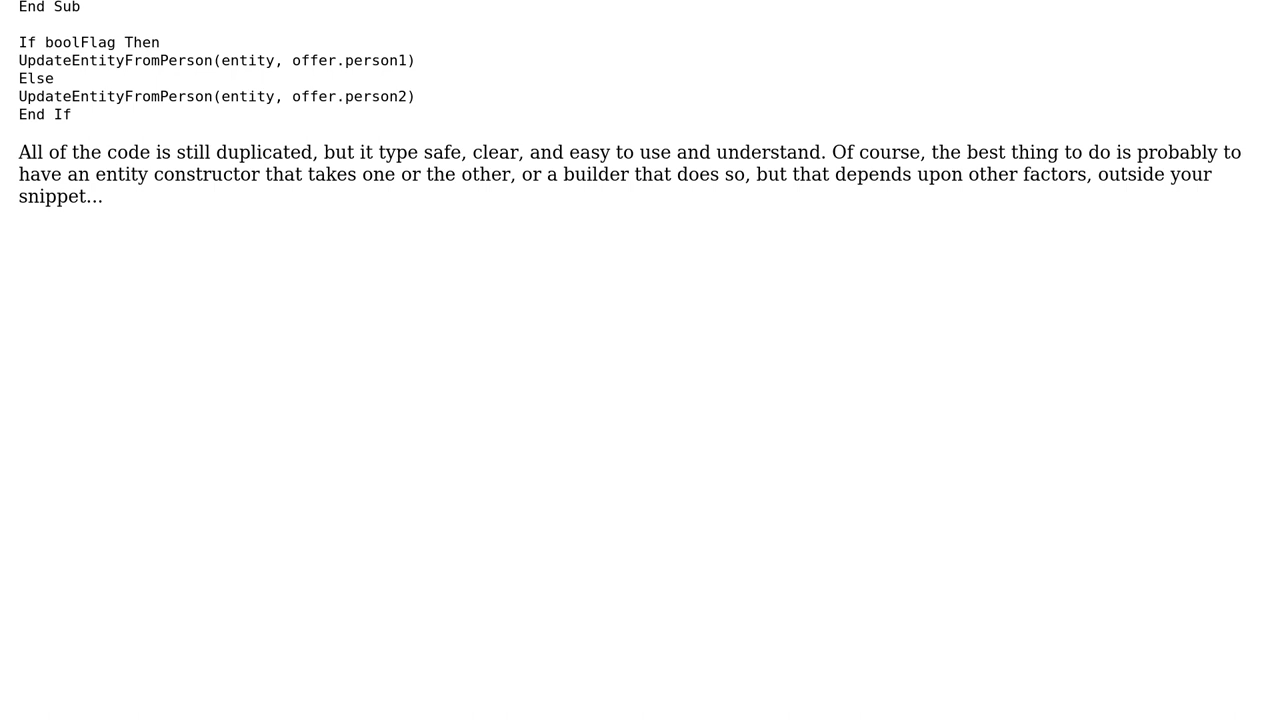 End Sub
If boolFlag Then
UpdateEntityFromPerson(entity, offer.person1)
Else
UpdateEntityFromPerson(entity, offer.person2)
End If
All of the code is still duplicated, but it type safe, clear, and easy to use and understand. Of course, the best thing to do is probably to
have an entity constructor that takes one or the other, or a builder that does so, but that depends upon other factors, outside your
snippet...